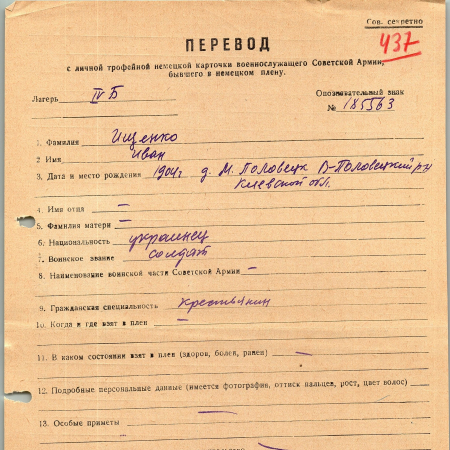 Сов. секретно
437
ПЕРЕВОД
с личной трофейной немецкой карточки военнослужащего Советской Армии,
бывшего в немецком плену.
Лагерь IV Б
Опознавательный знак
№ 185563
1. Фамилия Ищенко
2 Имя Иван
3. Дата и место рождения 1904 г д. М. Половецк В-Половецкий р-н
Киевской обл.
4. Имя отца —
5. Фамилия матери —
6. Национальность украинец
7. Воинское звание солдат
8. Наименование воинской части Советской Армии —
9. Гражданская специальность крестьянин
10. Когда и где взят в плен —
11. В каком состоянии взят в плен (здоров, болен, ранен) —
12. Подробные персональные данные (имеется фотография, оттиск пальцев, рост, цвет волос)
—
13. Особые приметы